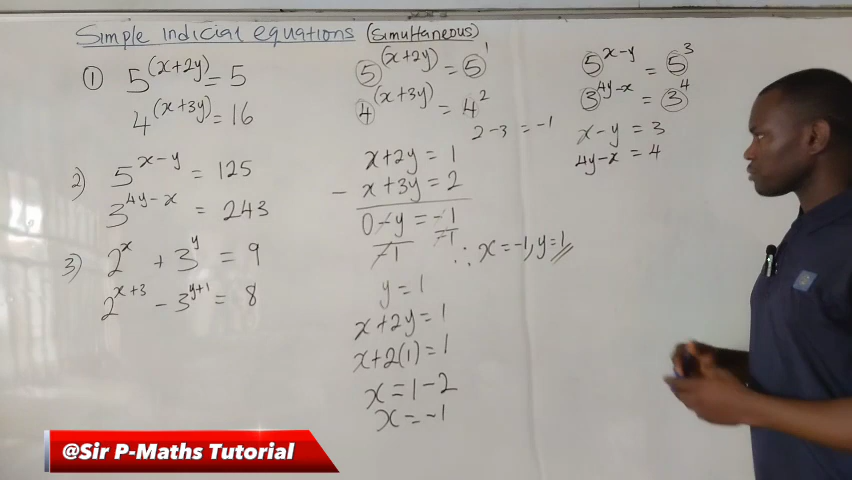 Simple Indicial equations (Simultaneous)
① 5^(x+2y) = 5
4^(x+3y) = 16
2) 5^x-y = 125
3^4y-x = 243
3) 2^x + 3^y = 9
2^x+3 - 3^y+1 = 8
5^(x+2y) = 5^1
4^(x+3y) = 4^2
2-3 = -1
x+2y = 1
- x+3y = 2
0-y = -1
-1 -1
y = 1
x+2y = 1
x+2(1) = 1
x = 1-2
x = -1
∴ x = -1, y = 1
5^x-y = 5^3
3^4y-x = 3^4
x-y = 3
4y-x = 4
@Sir P-Maths Tutorial